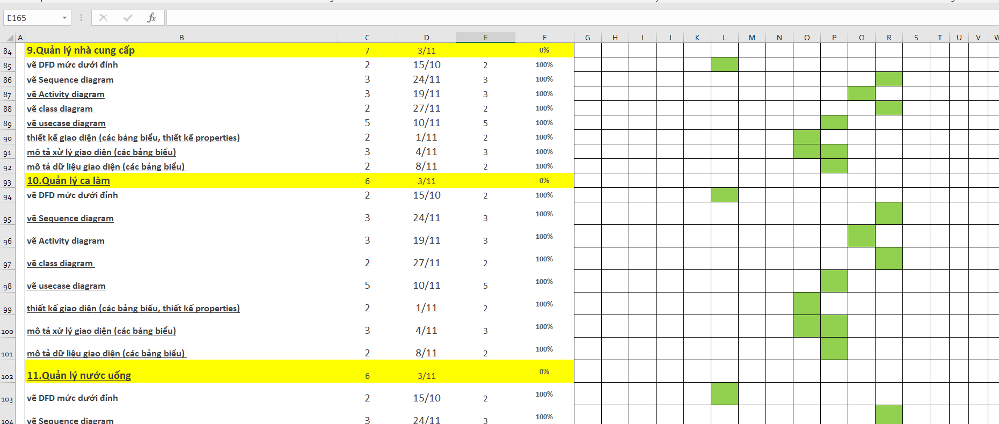 E165 fx
A B C D E F G H I J K L M N O P Q R S T U V W
84 9.Quản lý nhà cung cấp 7 3/11 0%
85 vẽ DFD mức dưới đỉnh 2 15/10 2 100%
86 vẽ Sequence diagram 3 24/11 3 100%
87 vẽ Activity diagram 3 19/11 3 100%
88 vẽ class diagram 2 27/11 2 100%
89 vẽ usecase diagram 5 10/11 5 100%
90 thiết kế giao diện (các bảng biểu, thiết kế properties) 2 1/11 2 100%
91 mô tả xử lý giao diện (các bảng biểu) 3 4/11 3 100%
92 mô tả dữ liệu giao diện (các bảng biểu) 2 8/11 2 100%
93 10.Quản lý ca làm 6 3/11 0%
94 vẽ DFD mức dưới đỉnh 2 15/10 2 100%
95 vẽ Sequence diagram 3 24/11 3 100%
96 vẽ Activity diagram 3 19/11 3 100%
97 vẽ class diagram 2 27/11 2 100%
98 vẽ usecase diagram 5 10/11 5 100%
99 thiết kế giao diện (các bảng biểu, thiết kế properties) 2 1/11 2 100%
100 mô tả xử lý giao diện (các bảng biểu) 3 4/11 3 100%
101 mô tả dữ liệu giao diện (các bảng biểu) 2 8/11 2 100%
102 11.Quản lý nước uống 6 3/11 0%
103 vẽ DFD mức dưới đỉnh 2 15/10 2 100%
104 vẽ Sequence diagram 3 24/11 3 100%